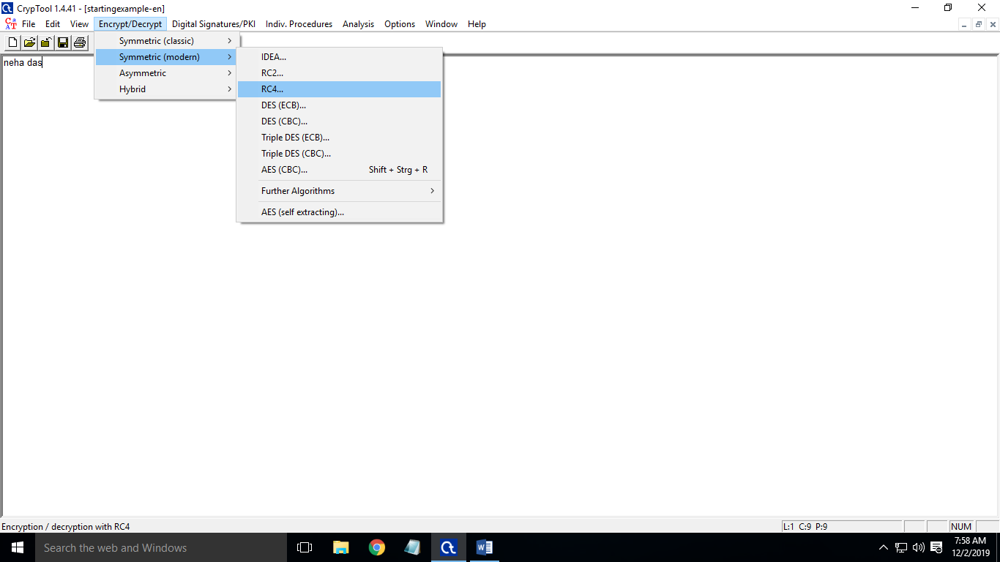 CrypTool 1.4.41 - [startingexample-en]
File Edit View Encrypt/Decrypt Digital Signatures/PKI Indiv. Procedures Analysis Options Window Help
neha das
Symmetric (classic)
Symmetric (modern)
Asymmetric
Hybrid
IDEA...
RC2...
RC4...
DES (ECB)...
DES (CBC)...
Triple DES (ECB)...
Triple DES (CBC)...
AES (CBC)... Shift + Strg + R
Further Algorithms
AES (self extracting)...
Encryption / decryption with RC4
L:1 C:9 P:9
NUM
Search the web and Windows
7:58 AM
12/2/2019